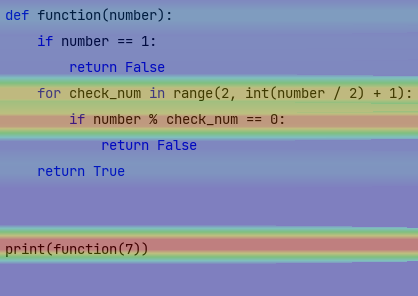 def function(number):
    if number == 1:
        return False
    for check_num in range(2, int(number / 2) + 1):
        if number % check_num == 0:
            return False
    return True
print(function(7))